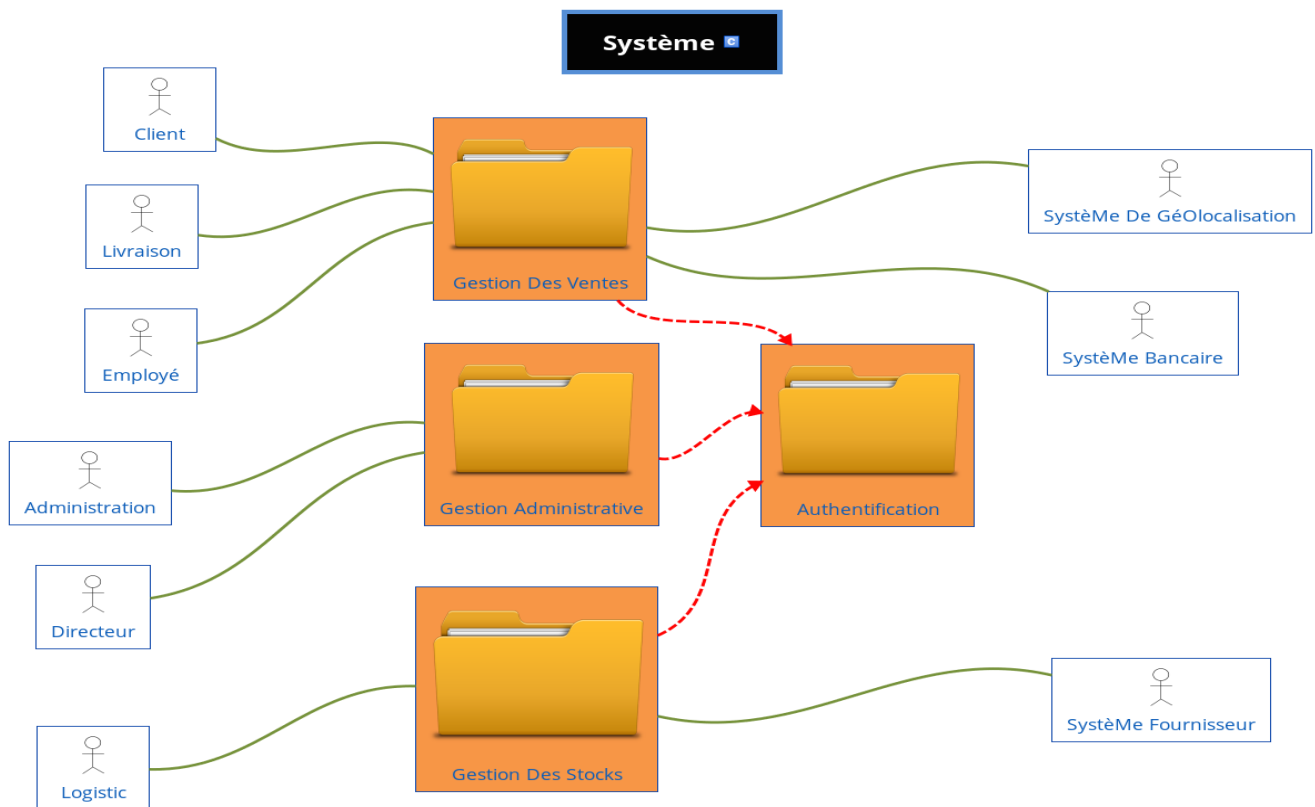 Système C
Client
Livraison
Employé
Administration
Directeur
Logistic
Gestion Des Ventes
Gestion Administrative
Gestion Des Stocks
Authentification
SystèMe De GéOlocalisation
SystèMe Bancaire
SystèMe Fournisseur